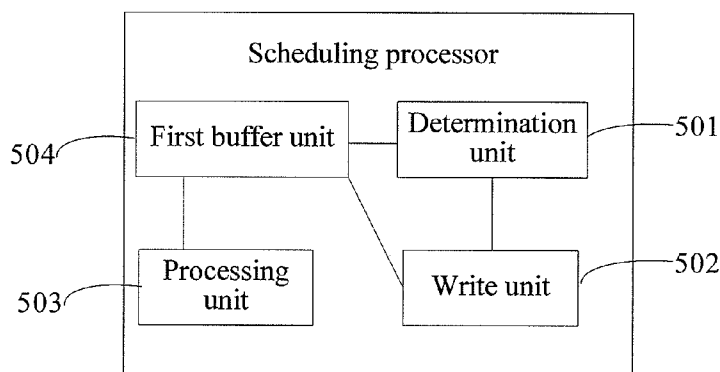 Scheduling processor
504
First buffer unit
Determination
unit
501
503
Processing
unit
Write unit
502